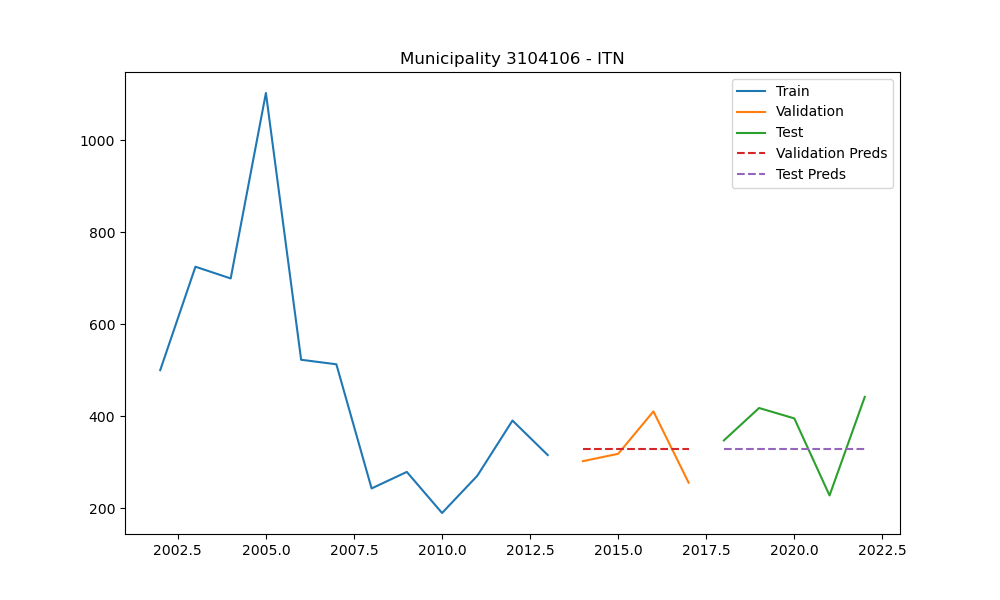 Municipality 3104106 - ITN
Train
Validation
Test
Validation Preds
Test Preds
1000
800
600
400
200
2002.5 2005.0 2007.5 2010.0 2012.5 2015.0 2017.5 2020.0 2022.5